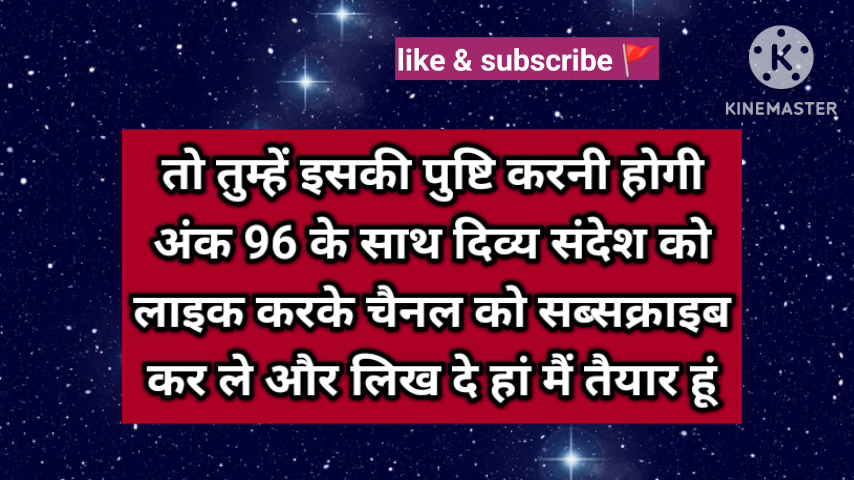 like & subscribe 🚩
KINEMASTER
तो तुम्हें इसकी पुष्टि करनी होगी
अंक 96 के साथ दिव्य संदेश को
लाइक करके चैनल को सब्सक्राइब
कर ले और लिख दे हां मैं तैयार हूं